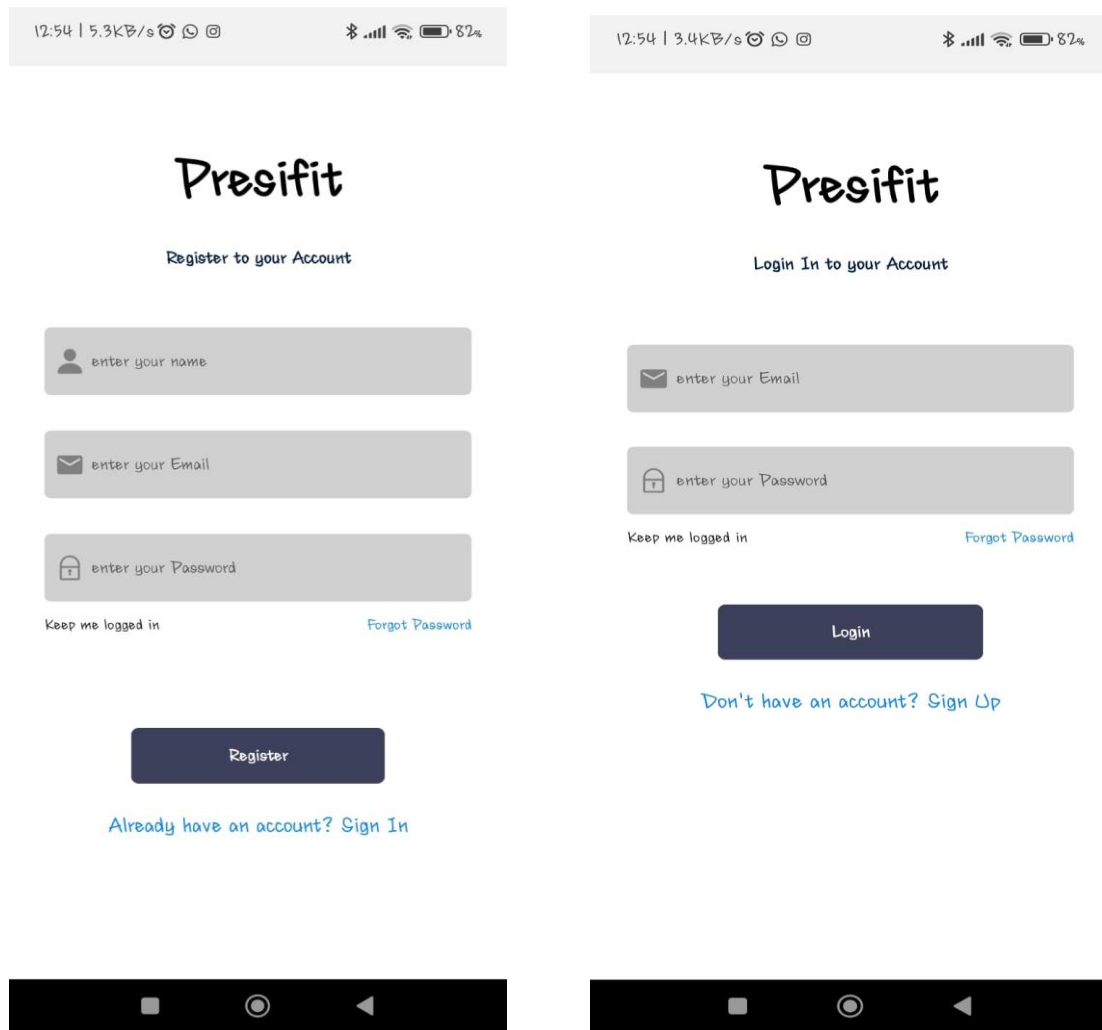 12:54 | 5.3KB/s
82%
Presifit
Register to your Account
enter your name
enter your Email
enter your Password
Keep me logged in
Forgot Password
Register
Already have an account? Sign In
12:54 | 3.4KB/s
82%
Presifit
Login In to your Account
enter your Email
enter your Password
Keep me logged in
Forgot Password
Login
Don't have an account? Sign Up